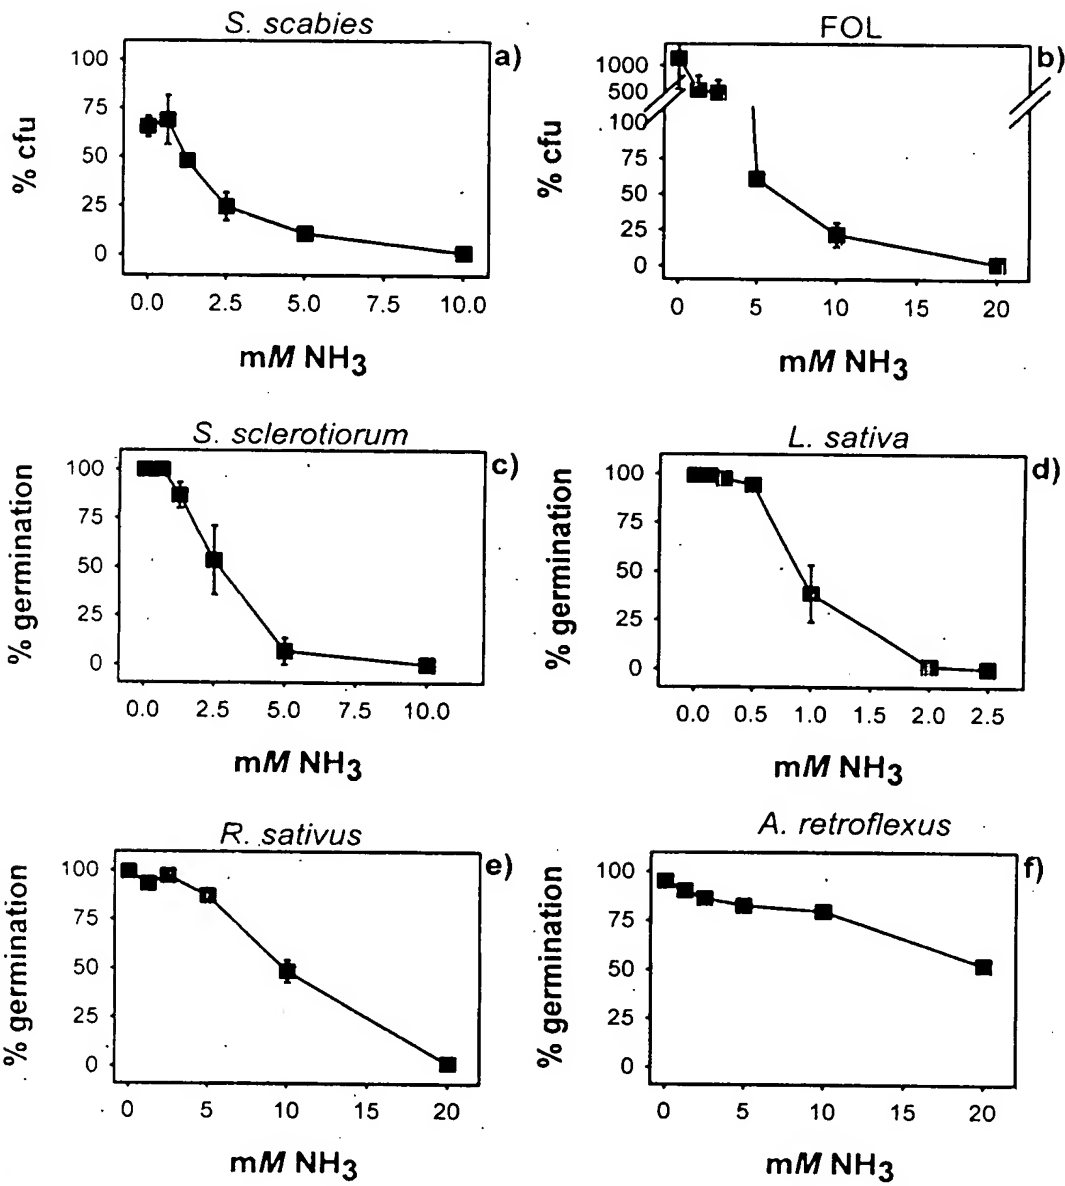 S. scabies
a)
% cfu
100
75
50
25
0
0.0 2.5 5.0 7.5 10.0
mM NH3
FOL
b)
% cfu
1000
500
100
75
50
25
0
0 5 10 15 20
mM NH3
S. sclerotiorum
c)
% germination
100
75
50
25
0
0.0 2.5 5.0 7.5 10.0
mM NH3
L. sativa
d)
% germination
100
75
50
25
0
0.0 0.5 1.0 1.5 2.0 2.5
mM NH3
R. sativus
e)
% germination
100
75
50
25
0
0 5 10 15 20
mM NH3
A. retroflexus
f)
% germination
100
75
50
25
0
0 5 10 15 20
mM NH3